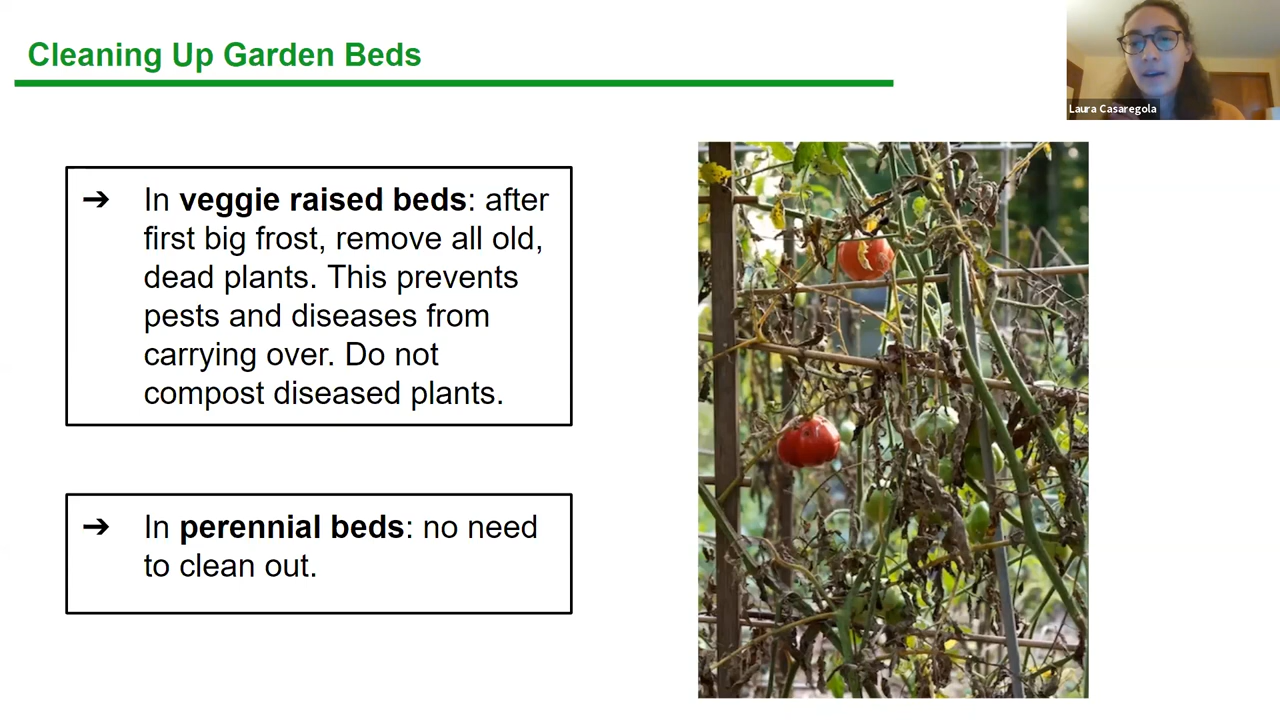 Cleaning Up Garden Beds
Laura Casaregola
➔ In veggie raised beds: after
first big frost, remove all old,
dead plants. This prevents
pests and diseases from
carrying over. Do not
compost diseased plants.
➔ In perennial beds: no need
to clean out.